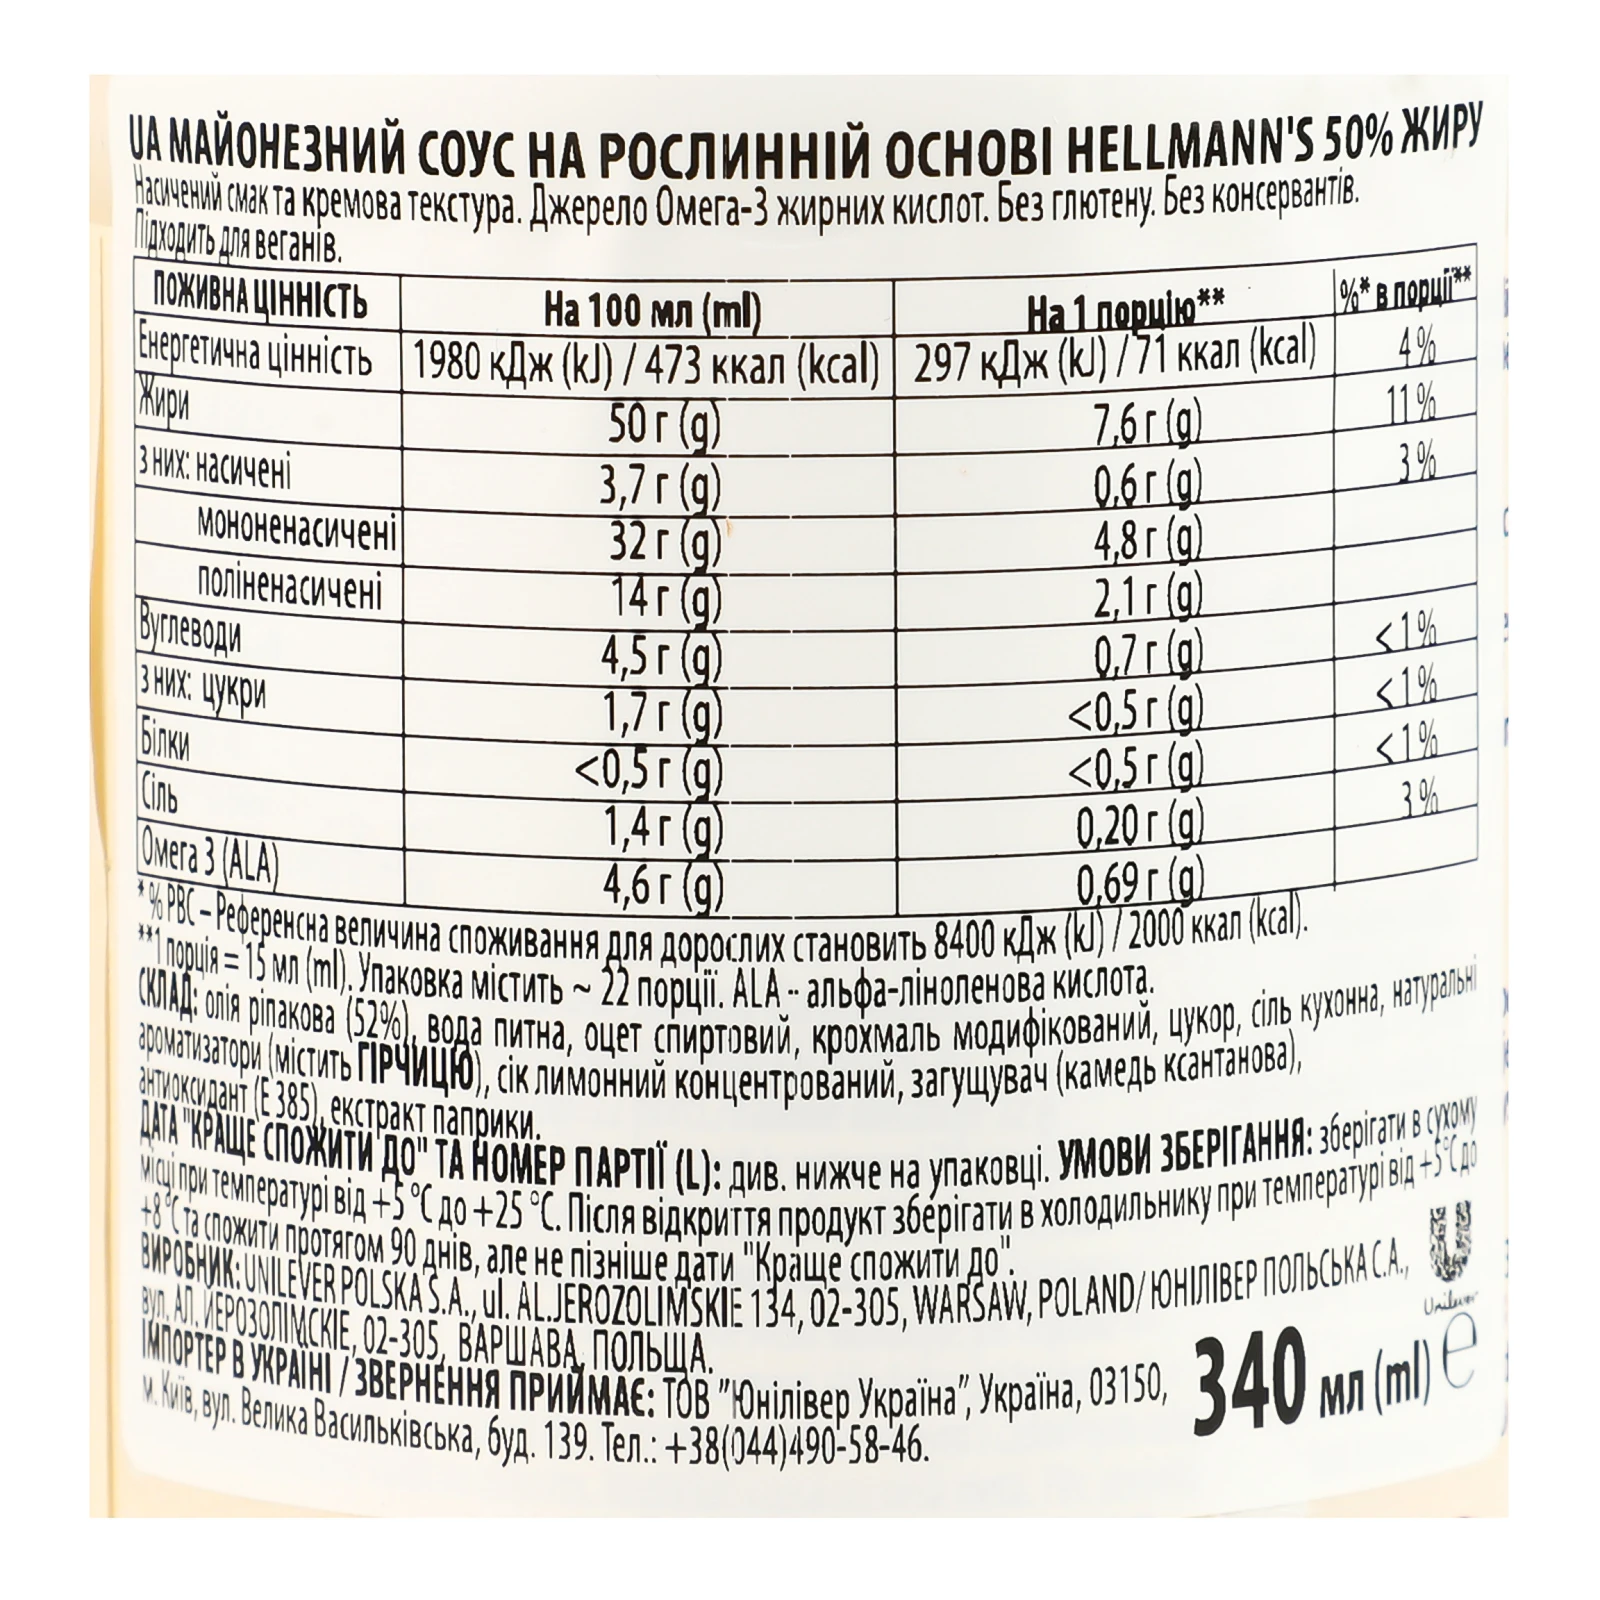 UA МАЙОНЕЗНИЙ СОУС НА РОСЛИННІЙ ОСНОВІ HELLMANN'S 50% ЖИРУ
Насичений смак та кремова текстура. Джерело Омега-3 жирних кислот. Без глютену. Без консервантів.
Підходить для веганів.
ПОЖИВНА ЦІННІСТЬ На 100 мл (ml) На 1 порцію** %* в порції**
Енергетична цінність 1980 кДж (kJ) / 473 ккал (kcal) 297 кДж (kJ) / 71 ккал (kcal) 4%
Жири 50 г (g) 7,6 г (g) 11%
з них: насичені 3,7 г (g) 0,6 г (g) 3%
мононенасичені 32 г (g) 4,8 г (g)
поліненасичені 14 г (g) 2,1 г (g)
Вуглеводи 4,5 г (g) 0,7 г (g) <1%
з них: цукри 1,7 г (g) <0,5 г (g) <1%
Білки <0,5 г (g) <0,5 г (g) <1%
Сіль 1,4 г (g) 0,20 г (g) 3%
Омега 3 (ALA) 4,6 г (g) 0,69 г (g)
*% РВС – Референсна величина споживання для дорослих становить 8400 кДж (kJ) / 2000 ккал (kcal).
**1 порція = 15 мл (ml). Упаковка містить ~ 22 порції. ALA - альфа-ліноленова кислота.
СКЛАД: олія ріпакова (52%), вода питна, оцет спиртовий, крохмаль модифікований, цукор, сіль кухонна, натуральні
ароматизатори (містить ГІРЧИЦЮ), сік лимонний концентрований, загущувач (камедь ксантанова),
антиоксидант (Е 385), екстракт паприки.
ДАТА "КРАЩЕ СПОЖИТИ ДО" ТА НОМЕР ПАРТІЇ (L): див. нижче на упаковці. УМОВИ ЗБЕРІГАННЯ: зберігати в сухому
місці при температурі від +5 °С до +25 °С. Після відкриття продукт зберігати в холодильнику при температурі від +5°С до
+8 °С та спожити протягом 90 днів, але не пізніше дати "Краще спожити до".
ВИРОБНИК: UNILEVER POLSKA S.A., ul. AL.JEROZOLIMSKIE 134, 02-305, WARSAW, POLAND/ ЮНІЛІВЕР ПОЛЬСЬКА С.А.,
вул. АЛ. ИЕРОЗОЛІМСКІЕ, 02-305, ВАРШАВА, ПОЛЬЩА.
Unilever
ІМПОРТЕР В УКРАЇНІ / ЗВЕРНЕННЯ ПРИЙМАЄ: ТОВ "Юнілівер Україна", Україна, 03150,
м. Київ, вул. Велика Васильківська, буд. 139. Тел.: +38(044)490-58-46.
340 мл (ml) e